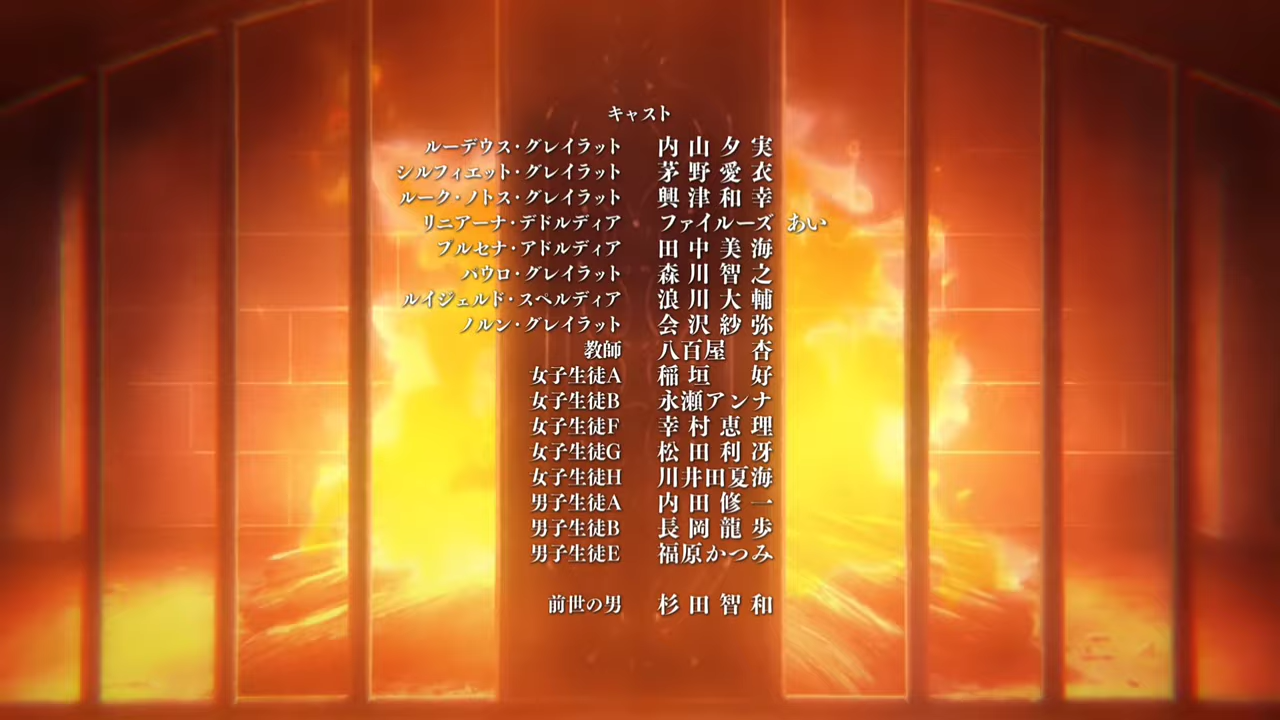 キャスト
ルーデウス・グレイラット 内山夕実
シルフィエット・グレイラット 茅野愛衣
ルーク・ノトス・グレイラット 興津和幸
リニアーナ・デドルディア ファイルーズ あい
プルセナ・アドルディア 田中美海
パウロ・グレイラット 森川智之
ルイジェルド・スペルディア 浪川大輔
ノルン・グレイラット 会沢紗弥
教師 八百屋 杏
女子生徒A 稲垣 好
女子生徒B 永瀬アンナ
女子生徒F 幸村恵理
女子生徒G 松田利冴
女子生徒H 川井田夏海
男子生徒A 内田修一
男子生徒B 長岡龍歩
男子生徒E 福原かつみ
前世の男 杉田智和